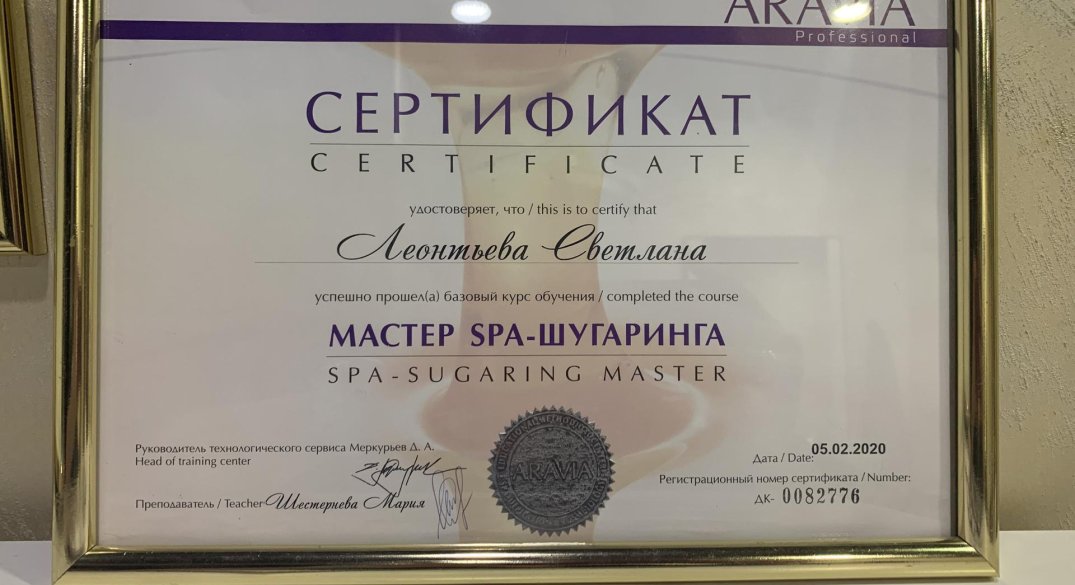 ARAVIA
Professional
СЕРТИФИКАТ
CERTIFICATE
удостоверяет, что / this is to certify that
Леонтьева Светлана
успешно прошел(а) базовый курс обучения / completed the course
МАСТЕР SPA-ШУГАРИНГА
SPA-SUGARING MASTER
Руководитель технологического сервиса Меркурьев Д. А.
Head of training center
Преподаватель / Teacher Шестернева Мария
ARAVIA
Дата / Date: 05.02.2020
Регистрационный номер сертификата / Number:
ДК- 0082776